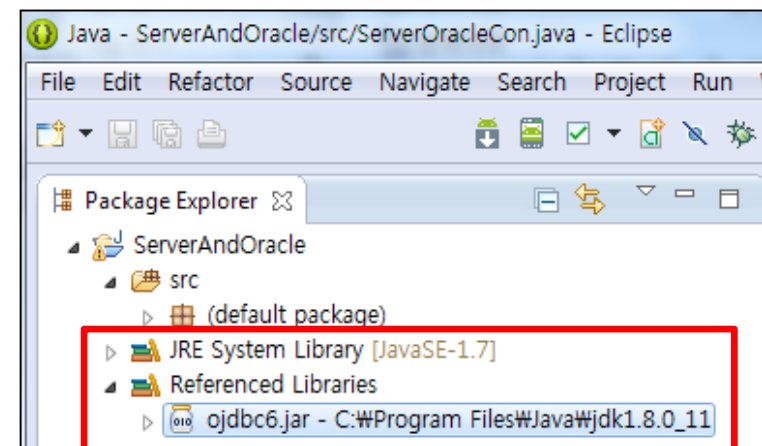 Java - ServerAndOracle/src/ServerOracleCon.java - Eclipse
File Edit Refactor Source Navigate Search Project Run
Package Explorer
ServerAndOracle
src
(default package)
JRE System Library [JavaSE-1.7]
Referenced Libraries
ojdbc6.jar - C:₩Program Files₩Java₩jdk1.8.0_11